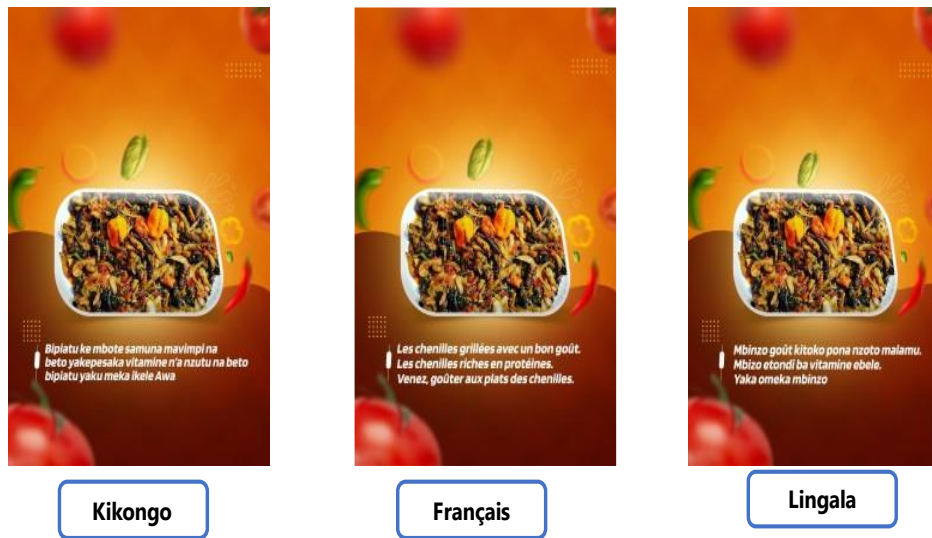 Bipiatu ke mbote samuna mavimpi na
beto yakepesaka vitamine n'a nzutu na beto
bipiatu yaku meka ikele Awa
Les chenilles grillées avec un bon goût.
Les chenilles riches en protéines.
Venez, goûter aux plats des chenilles.
Mbinzo goût kitoko pona nzoto malamu.
Mbizo etondi ba vitamine ebele.
Yaka omeka mbinzo
Kikongo
Français
Lingala